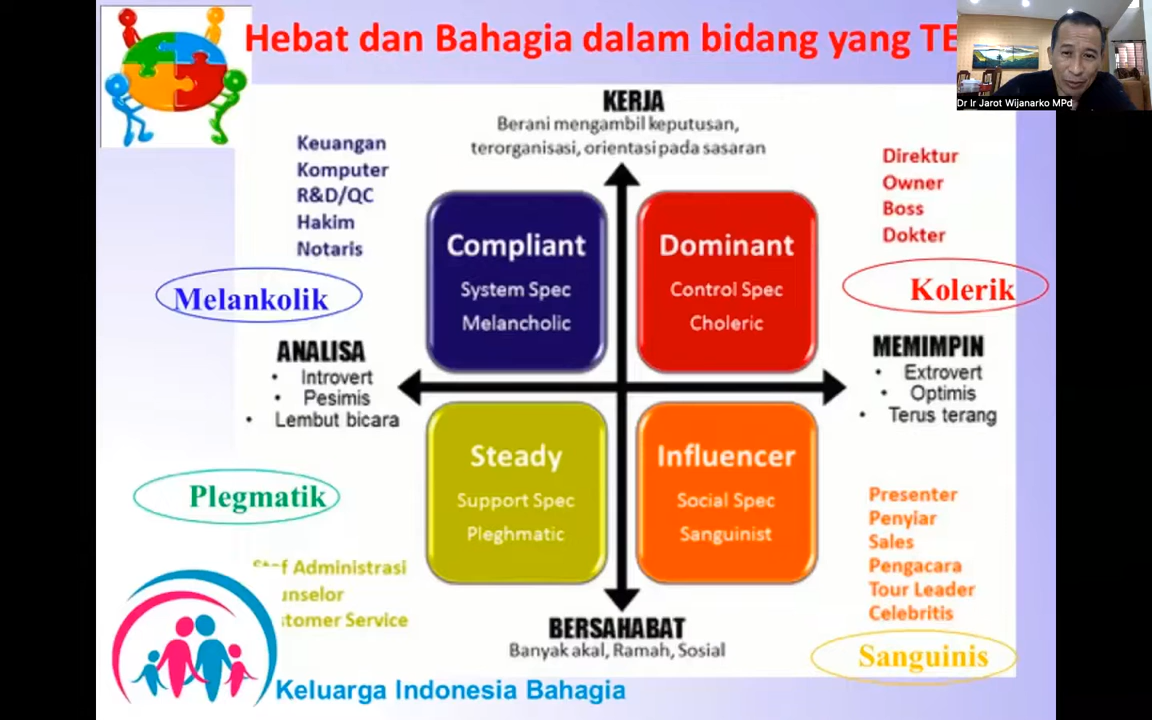 Hebat dan Bahagia dalam bidang yang
Dr Ir Jarot Wijanarko MPd
KERJA
Berani mengambil keputusan,
terorganisasi, orientasi pada sasaran
Keuangan
Komputer
R&D/QC
Hakim
Notaris
Direktur
Owner
Boss
Dokter
Compliant
System Spec
Melancholic
Dominant
Control Spec
Choleric
Melankolik
Kolerik
ANALISA
• Introvert
• Pesimis
• Lembut bicara
MEMIMPIN
• Extrovert
• Optimis
• Terus terang
Steady
Support Spec
Pleghmatic
Influencer
Social Spec
Sanguinist
Plegmatik
Presenter
Penyiar
Sales
Pengacara
Tour Leader
Celebritis
Administrasi
BERSAHABAT
Banyak akal, Ramah, Sosial
Sanguinis
Keluarga Indonesia Bahagia